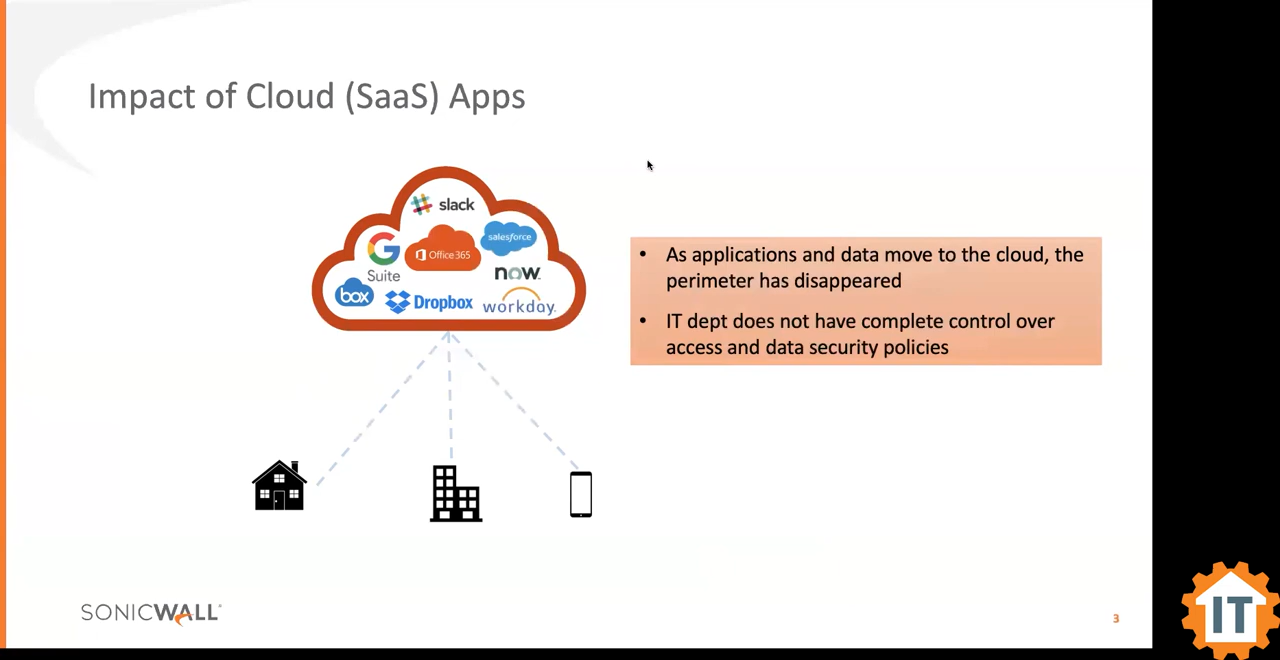 Impact of Cloud (SaaS) Apps
slack
salesforce
Office 365
G Suite
now
box
Dropbox
workday.
• As applications and data move to the cloud, the
perimeter has disappeared
• IT dept does not have complete control over
access and data security policies
SONICWALL
3
IT